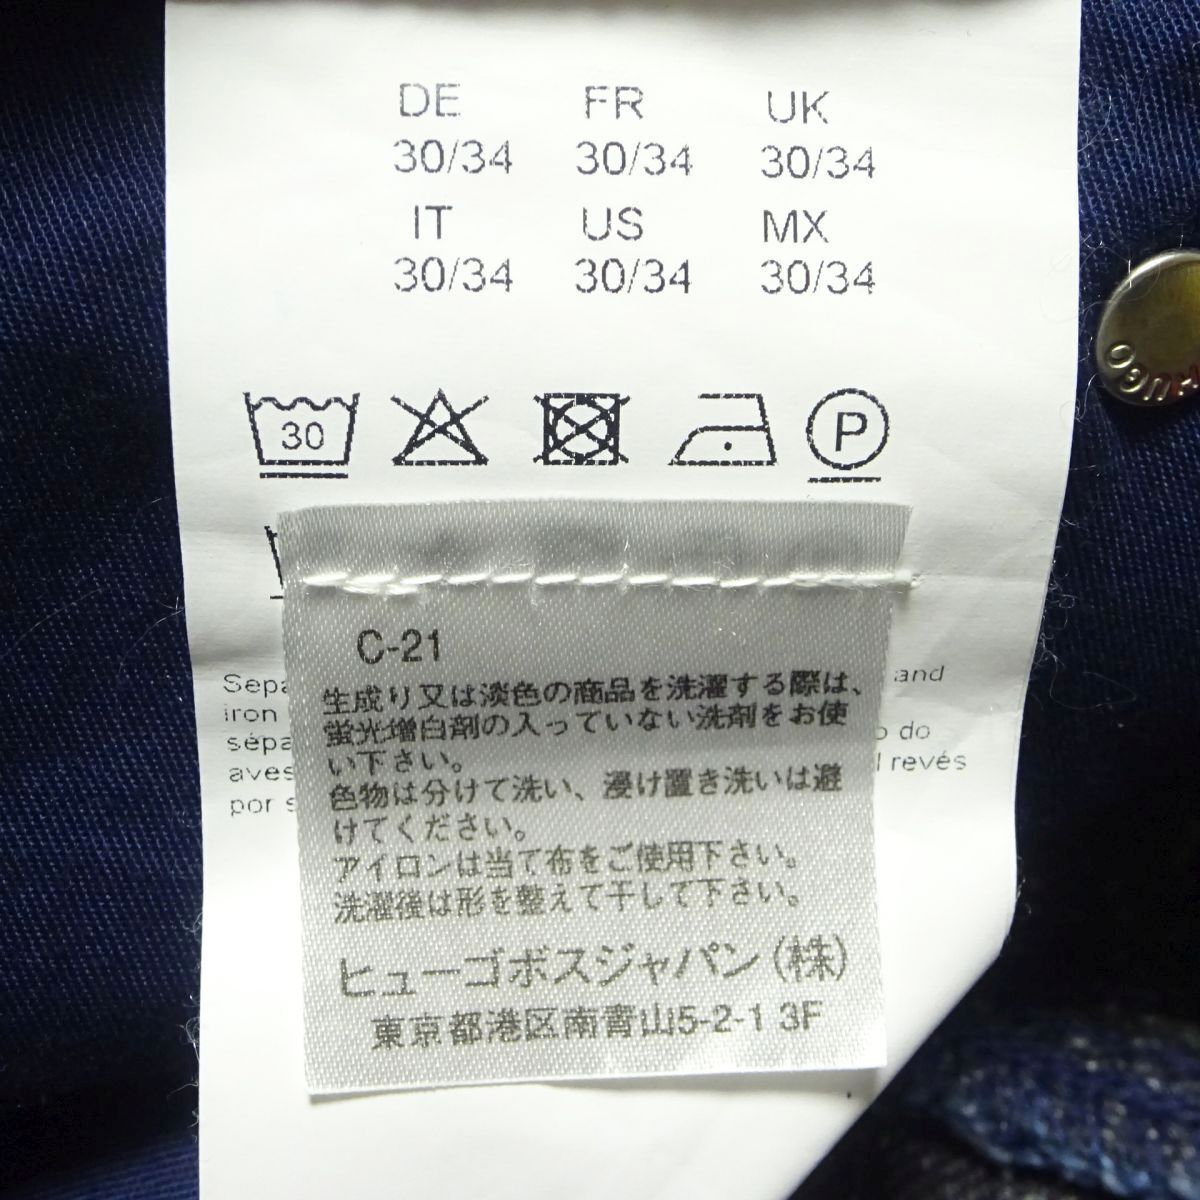 DE FR UK
30/34 30/34 30/34
IT US MX
30/34 30/34 30/34
30 P
HUGO
C-21
生成り又は淡色の商品を洗濯する際は、
蛍光増白剤の入っていない洗剤をお使
い下さい。
色物は分けて洗い、浸け置き洗いは避
けてください。
アイロンは当て布をご使用下さい。
洗濯後は形を整えて干して下さい。
ヒューゴボスジャパン(株)
東京都港区南青山5-2-1 3F
and
iron
do
revés
por